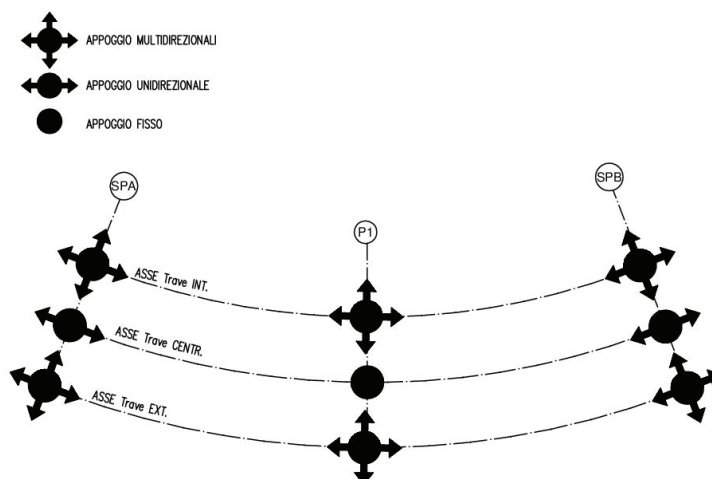 APPOGGIO MULTIDIREZIONALI
APPOGGIO UNIDIREZIONALE
APPOGGIO FISSO
SPA
SPB
P1
ASSE Trave INT.
ASSE Trave CENTR.
ASSE Trave EXT.